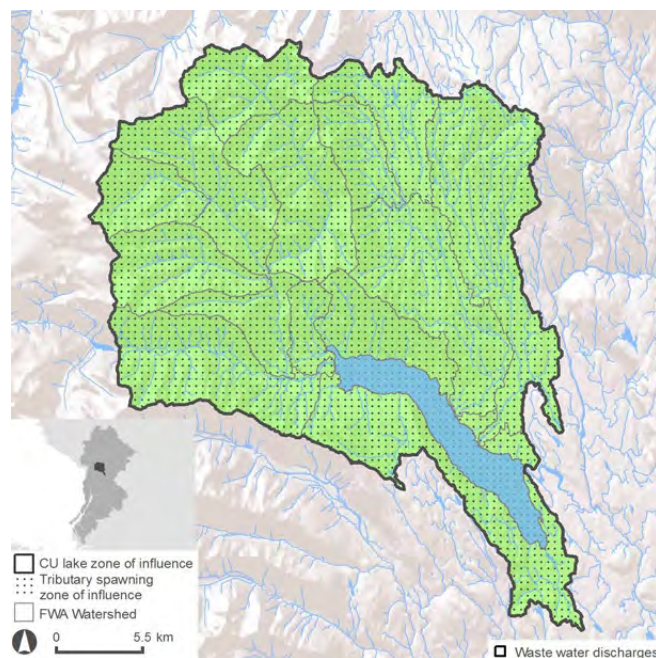 CU lake zone of influence
Tributary spawning
zone of influence
FWA Watershed
0 5.5 km
Waste water discharges